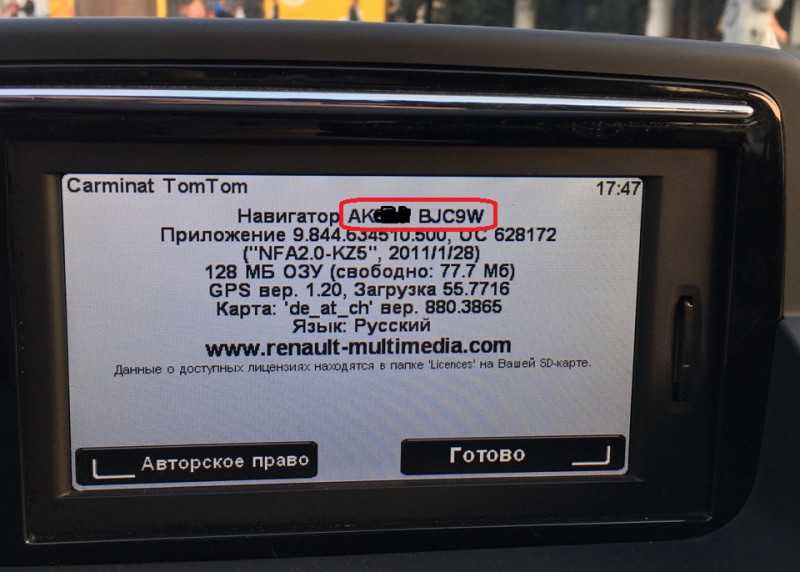 Carminat TomTom 17:47
Навигатор BJC9W
Приложение 9.844.634510.500, ОС 628172
("NFA2.0-KZ5", 2011/1/28)
128 МБ ОЗУ (свободно: 77.7 Мб)
GPS вер. 1.20, Загрузка 55.7716
Карта: 'de_at_ch' вер. 880.3865
Язык: Русский
www.renault-multimedia.com
Данные о доступных лицензиях находятся в папке 'Licences' на Вашей SD-карте.
Авторское право Готово